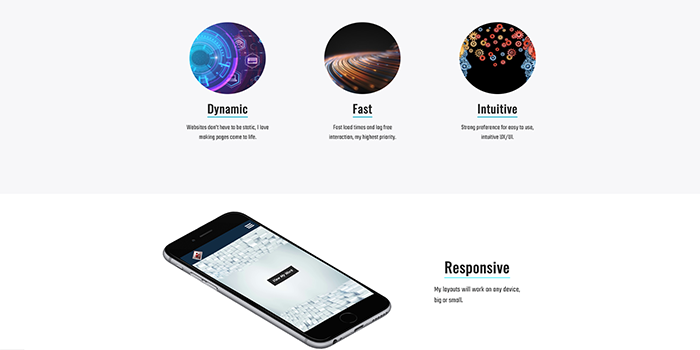 Dynamic
Websites don't have to be static, I love
making pages come to life.
Fast
Fast load times and lag free
interaction, my highest priority.
Intuitive
Strong preference for easy to use,
intuitive UX/UI.
View My Work
Responsive
My layouts will work on any device,
big or small.